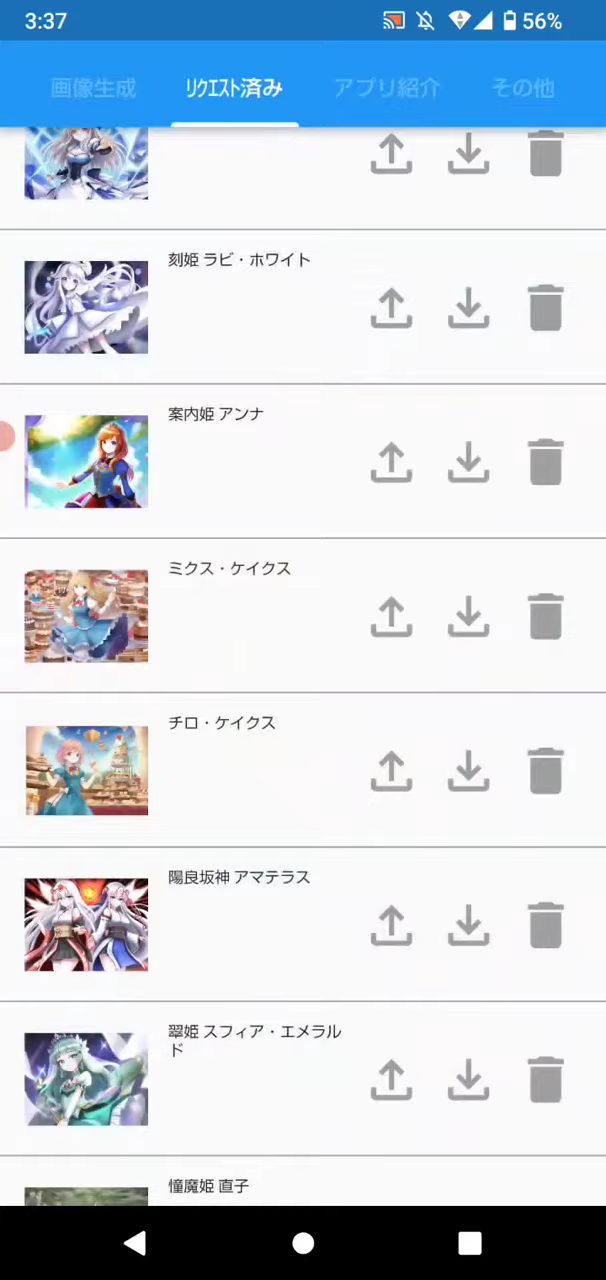 3:37
56%
画像生成 リクエスト済み アプリ紹介 その他
刻姫 ラビ・ホワイト
案内姫 アンナ
ミクス・ケイクス
チロ・ケイクス
陽良坂神 アマテラス
翠姫 スフィア・エメラル
ド
憧魔姫 直子